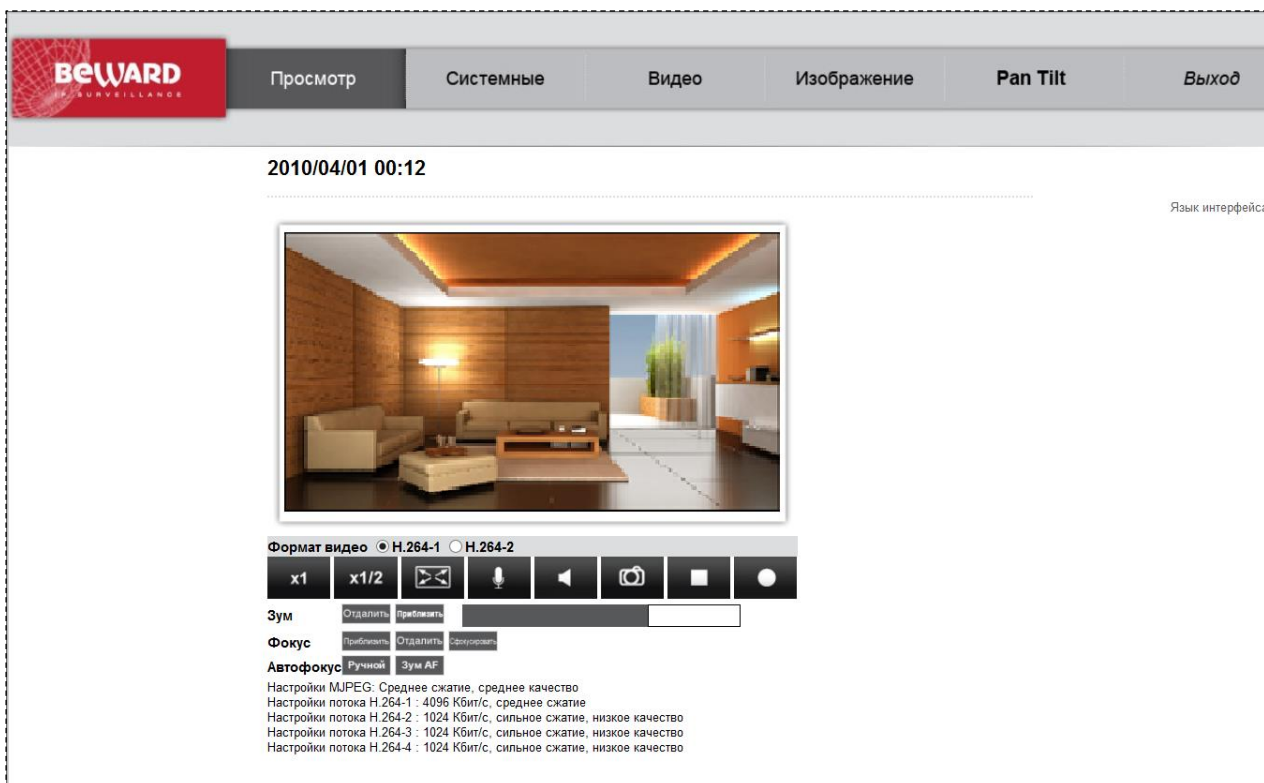 BEWARD
IP SURVEILLANCE
Просмотр Системные Видео Изображение Pan Tilt Выход
2010/04/01 00:12
Язык интерфейса
Формат видео H.264-1 H.264-2
x1 x1/2
Зум Отдалить Приблизить
Фокус Приблизить Отдалить Сфокусировать
Автофокус Ручной Зум AF
Настройки MJPEG: Среднее сжатие, среднее качество
Настройки потока H.264-1 : 4096 Кбит/с, среднее сжатие
Настройки потока H.264-2 : 1024 Кбит/с, сильное сжатие, низкое качество
Настройки потока H.264-3 : 1024 Кбит/с, сильное сжатие, низкое качество
Настройки потока H.264-4 : 1024 Кбит/с, сильное сжатие, низкое качество